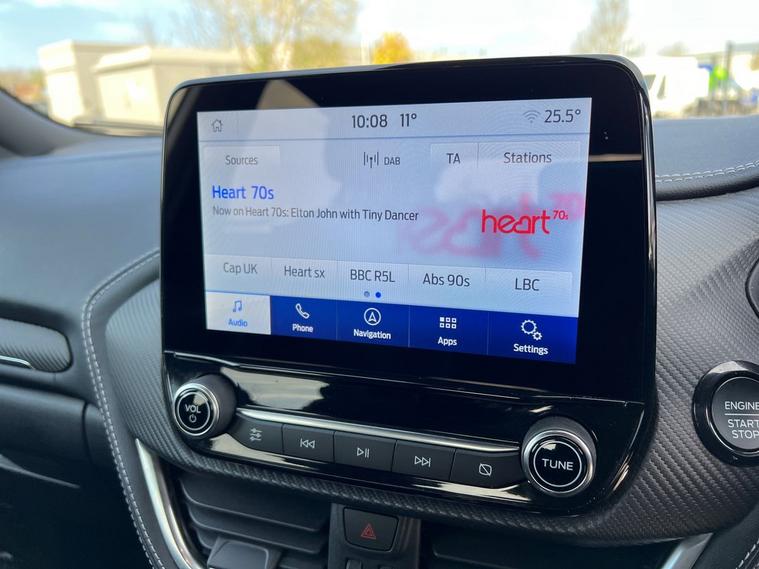 10:08 11° 25.5°
Sources DAB TA Stations
Heart 70s
Now on Heart 70s: Elton John with Tiny Dancer
heart 70s
Cap UK Heart sx BBC R5L Abs 90s LBC
Audio Phone Navigation Apps Settings
VOL
TUNE
ENGINE
START
STOP